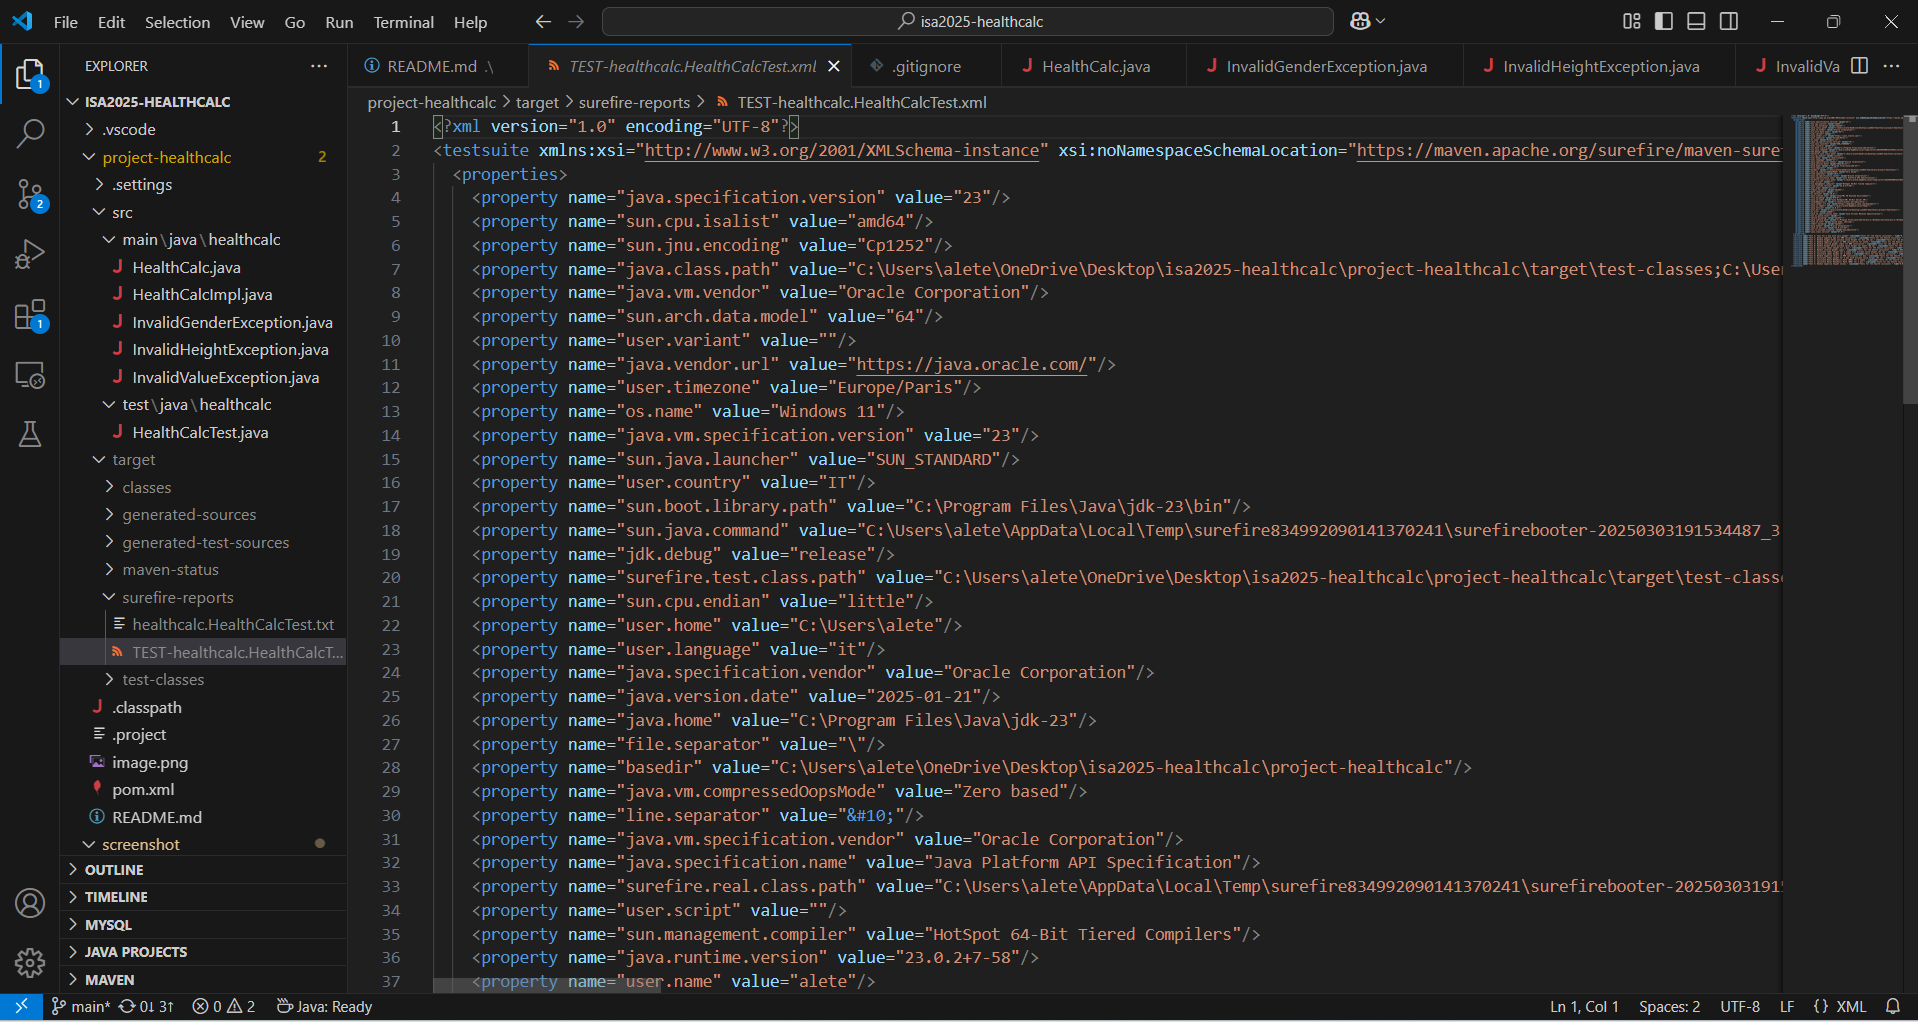 File Edit Selection View Go Run Terminal Help
isa2025-healthcalc
EXPLORER
README.md .\
TEST-healthcalc.HealthCalcTest.xml
.gitignore
HealthCalc.java
InvalidGenderException.java
InvalidHeightException.java
InvalidVa
ISA2025-HEALTHCALC
.vscode
project-healthcalc 2
.settings
src
main\java\healthcalc
HealthCalc.java
HealthCalcImpl.java
InvalidGenderException.java
InvalidHeightException.java
InvalidValueException.java
test\java\healthcalc
HealthCalcTest.java
target
classes
generated-sources
generated-test-sources
maven-status
surefire-reports
healthcalc.HealthCalcTest.txt
TEST-healthcalc.HealthCalcT...
test-classes
.classpath
.project
image.png
pom.xml
README.md
screenshot
OUTLINE
TIMELINE
MYSQL
JAVA PROJECTS
MAVEN
1
2
1
project-healthcalc > target > surefire-reports > TEST-healthcalc.HealthCalcTest.xml
1 <?xml version="1.0" encoding="UTF-8"?>
2 <testsuite xmlns:xsi="http://www.w3.org/2001/XMLSchema-instance" xsi:noNamespaceSchemaLocation="https://maven.apache.org/surefire/maven-suref
3 <properties>
4 <property name="java.specification.version" value="23"/>
5 <property name="sun.cpu.isalist" value="amd64"/>
6 <property name="sun.jnu.encoding" value="Cp1252"/>
7 <property name="java.class.path" value="C:\Users\alete\OneDrive\Desktop\isa2025-healthcalc\project-healthcalc\target\test-classes;C:\User
8 <property name="java.vm.vendor" value="Oracle Corporation"/>
9 <property name="sun.arch.data.model" value="64"/>
10 <property name="user.variant" value=""/>
11 <property name="java.vendor.url" value="https://java.oracle.com/"/>
12 <property name="user.timezone" value="Europe/Paris"/>
13 <property name="os.name" value="Windows 11"/>
14 <property name="java.vm.specification.version" value="23"/>
15 <property name="sun.java.launcher" value="SUN_STANDARD"/>
16 <property name="user.country" value="IT"/>
17 <property name="sun.boot.library.path" value="C:\Program Files\Java\jdk-23\bin"/>
18 <property name="sun.java.command" value="C:\Users\alete\AppData\Local\Temp\surefire834992090141370241\surefirebooter-20250303191534487_3
19 <property name="jdk.debug" value="release"/>
20 <property name="surefire.test.class.path" value="C:\Users\alete\OneDrive\Desktop\isa2025-healthcalc\project-healthcalc\target\test-classe
21 <property name="sun.cpu.endian" value="little"/>
22 <property name="user.home" value="C:\Users\alete"/>
23 <property name="user.language" value="it"/>
24 <property name="java.specification.vendor" value="Oracle Corporation"/>
25 <property name="java.version.date" value="2025-01-21"/>
26 <property name="java.home" value="C:\Program Files\Java\jdk-23"/>
27 <property name="file.separator" value="\"/>
28 <property name="basedir" value="C:\Users\alete\OneDrive\Desktop\isa2025-healthcalc\project-healthcalc"/>
29 <property name="java.vm.compressedOopsMode" value="Zero based"/>
30 <property name="line.separator" value="&#10;"/>
31 <property name="java.vm.specification.vendor" value="Oracle Corporation"/>
32 <property name="java.specification.name" value="Java Platform API Specification"/>
33 <property name="surefire.real.class.path" value="C:\Users\alete\AppData\Local\Temp\surefire834992090141370241\surefirebooter-202503031915
34 <property name="user.script" value=""/>
35 <property name="sun.management.compiler" value="HotSpot 64-Bit Tiered Compilers"/>
36 <property name="java.runtime.version" value="23.0.2+7-58"/>
37 <property name="user.name" value="alete"/>
main* 0↓ 3↑ 0 2 Java: Ready
Ln 1, Col 1 Spaces: 2 UTF-8 LF {} XML